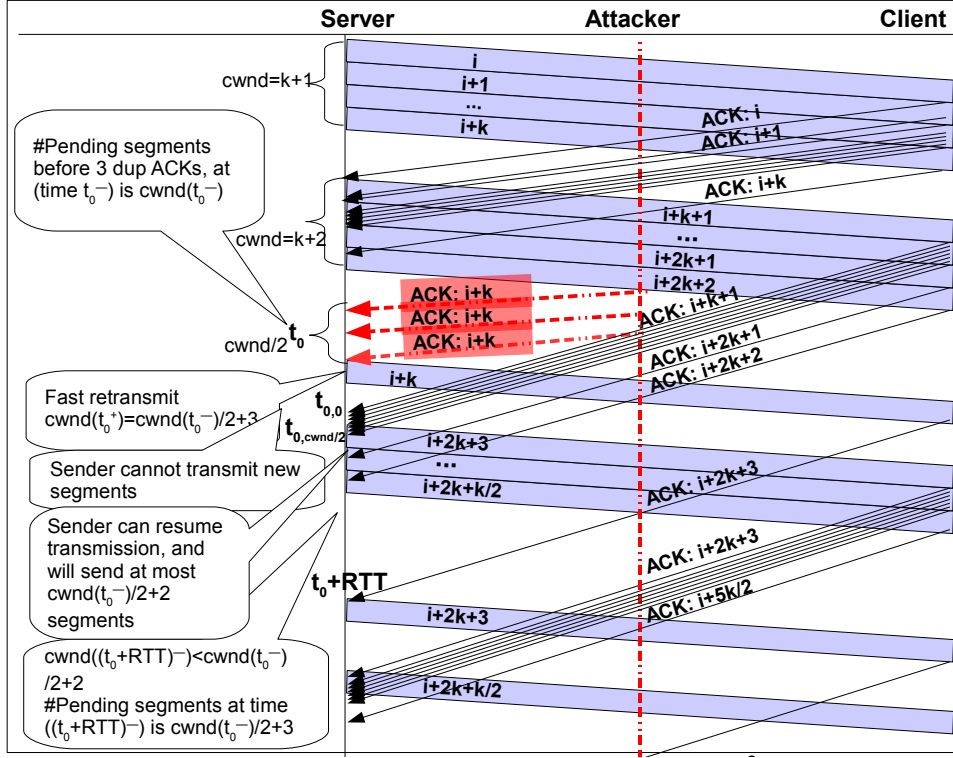 Server Attacker Client
i
cwnd=k+1
i+1
...
i+k
ACK: i
ACK: i+1
#Pending segments
before 3 dup ACKs, at
(time t0—) is cwnd(t0—)
ACK: i+k
cwnd=k+2
i+k+1
...
i+2k+1
i+2k+2
ACK: i+k
ACK: i+k
ACK: i+k
ACK: i+k+1
t0
cwnd/2
ACK: i+2k+1
ACK: i+2k+2
i+k
Fast retransmit
cwnd(t0+)=cwnd(t0—)/2+3
t0,0
t0,cwnd/2
Sender cannot transmit new
segments
i+2k+3
...
i+2k+k/2
ACK: i+2k+3
Sender can resume
transmission, and
will send at most
cwnd(t0—)/2+2
segments
ACK: i+2k+3
t0+RTT
ACK: i+5k/2
i+2k+3
cwnd((t0+RTT)—)<cwnd(t0—)
/2+2
#Pending segments at time
((t0+RTT)—) is cwnd(t0—)/2+3
i+2k+k/2